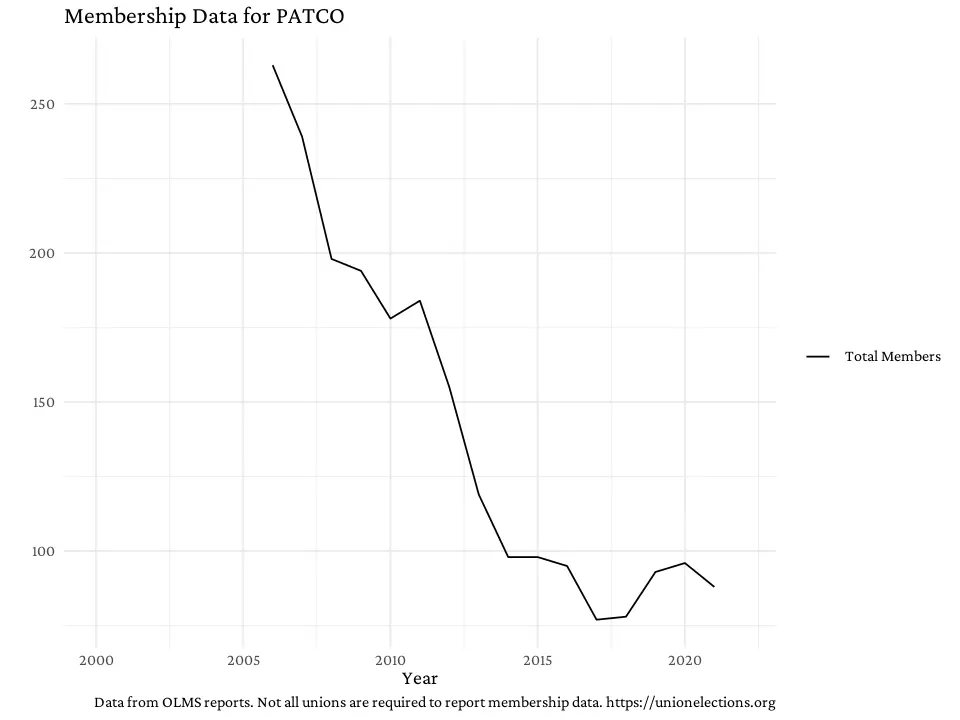 Membership Data for PATCO
250
200
150
100
Total Members
2000 2005 2010 2015 2020
Year
Data from OLMS reports. Not all unions are required to report membership data. https://unionelections.org